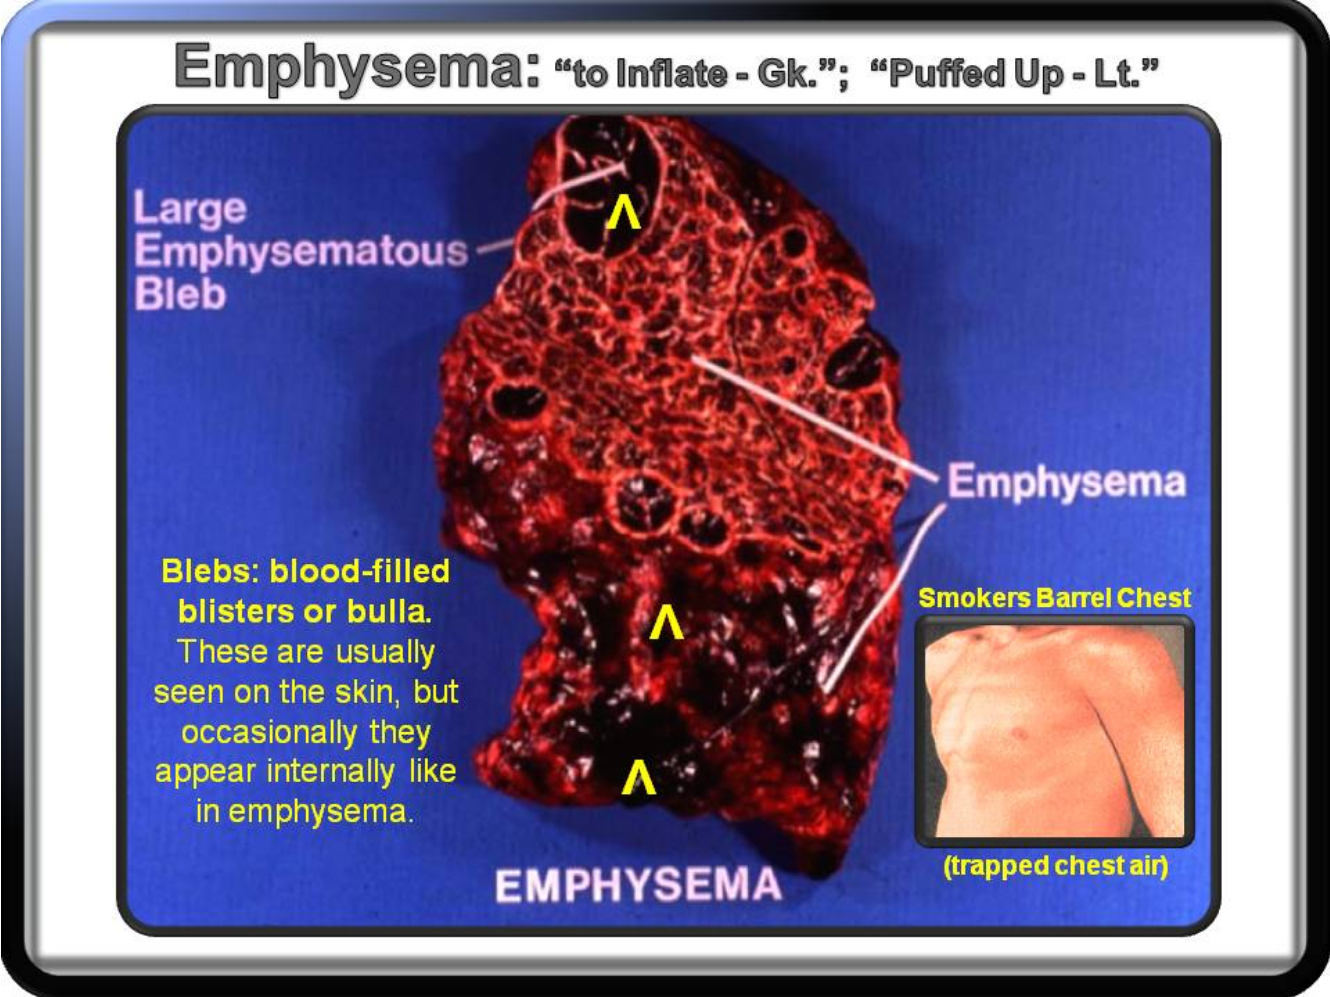 Emphysema: “to Inflate - Gk.”; “Puffed Up - Lt.”
Large
Emphysematous
Bleb
Λ
Emphysema
Blebs: blood-filled
blisters or bulla.
These are usually
seen on the skin, but
occasionally they
appear internally like
in emphysema.
Λ
Λ
Smokers Barrel Chest
(trapped chest air)
EMPHYSEMA